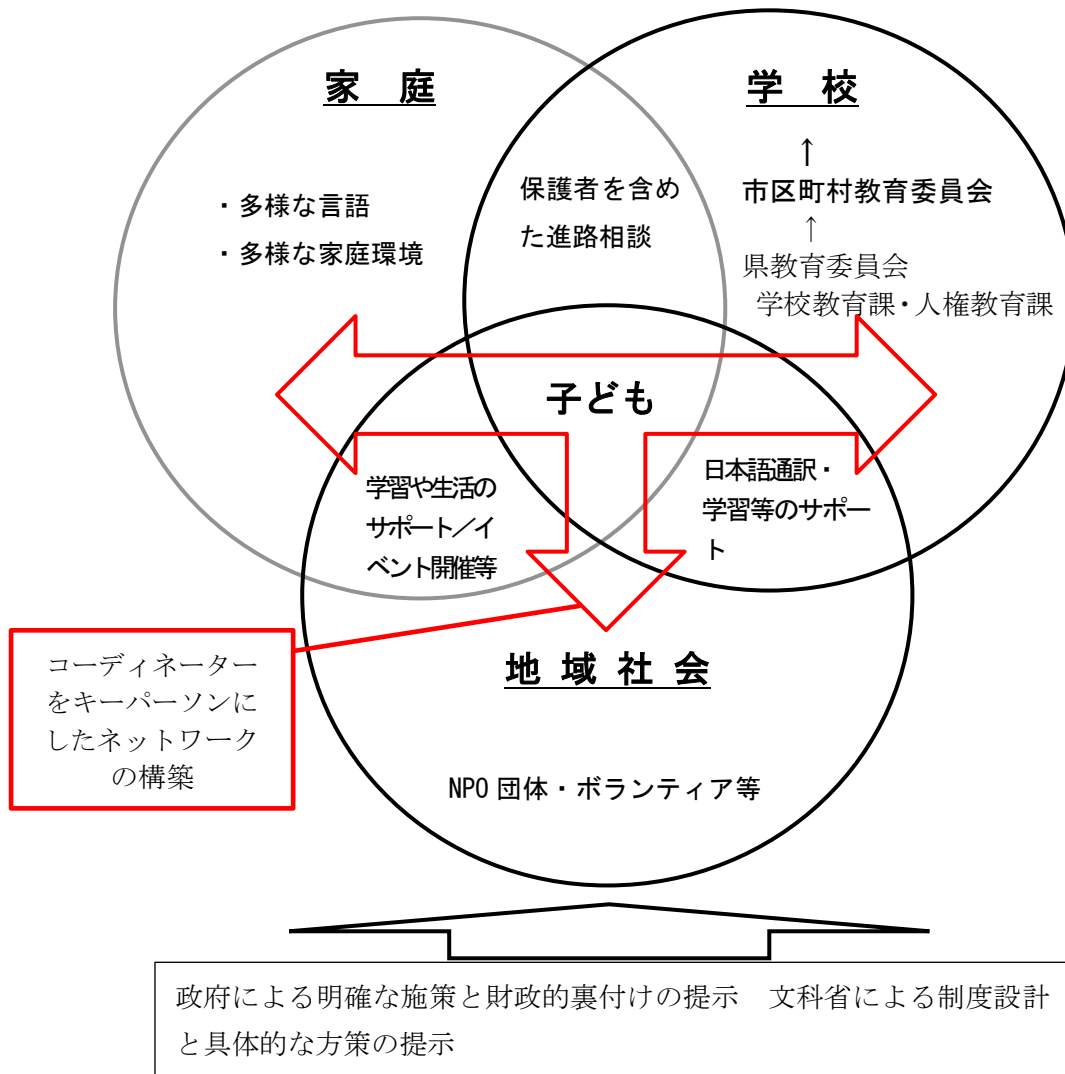 家 庭
・多様な言語
・多様な家庭環境
保護者を含め
た進路相談
学 校
↑
市区町村教育委員会
↑
県教育委員会
学校教育課・人権教育課
子ども
学習や生活の
サポート/イ
ベント開催等
日本語通訳・
学習等のサポー
ト
地 域 社 会
NPO 団体・ボランティア等
コーディネーター
をキーパーソンに
したネットワーク
の構築
政府による明確な施策と財政的裏付けの提示 文科省による制度設計
と具体的な方策の提示